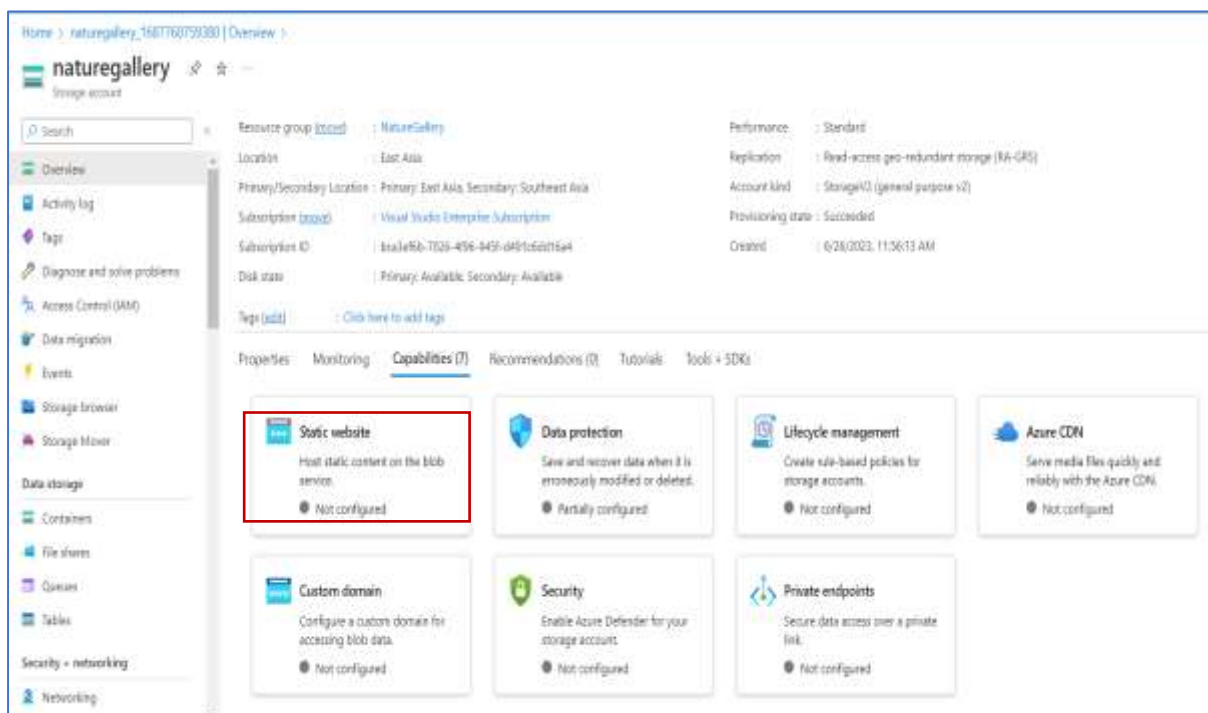 Home > naturegallery_1687760759380 | Overview >
naturegallery
Storage account
Search
Overview
Activity log
Tags
Diagnose and solve problems
Access Control (IAM)
Data migration
Events
Storage browser
Storage Mover
Data storage
Containers
File shares
Queues
Tables
Security + networking
Networking
Resource group (move) : NatureGallery
Location : East Asia
Primary/Secondary Location : Primary: East Asia, Secondary: Southeast Asia
Subscription (move) : Visual Studio Enterprise Subscription
Subscription ID :
Disk state : Primary: Available, Secondary: Available
Tags (edit) : Click here to add tags
Performance : Standard
Replication : Read-access geo-redundant storage (RA-GRS)
Account kind : StorageV2 (general purpose v2)
Provisioning state : Succeeded
Created : 6/26/2023, 11:56:13 AM
Properties Monitoring Capabilities (7) Recommendations (0) Tutorials Tools + SDKs
Static website
Host static content on the blob
service.
Not configured
Data protection
Save and recover data when it is
erroneously modified or deleted.
Partially configured
Lifecycle management
Create rule-based policies for
storage accounts.
Not configured
Azure CDN
Serve media files quickly and
reliably with the Azure CDN.
Not configured
Custom domain
Configure a custom domain for
accessing blob data.
Not configured
Security
Enable Azure Defender for your
storage account.
Not configured
Private endpoints
Secure data access over a private
link.
Not configured